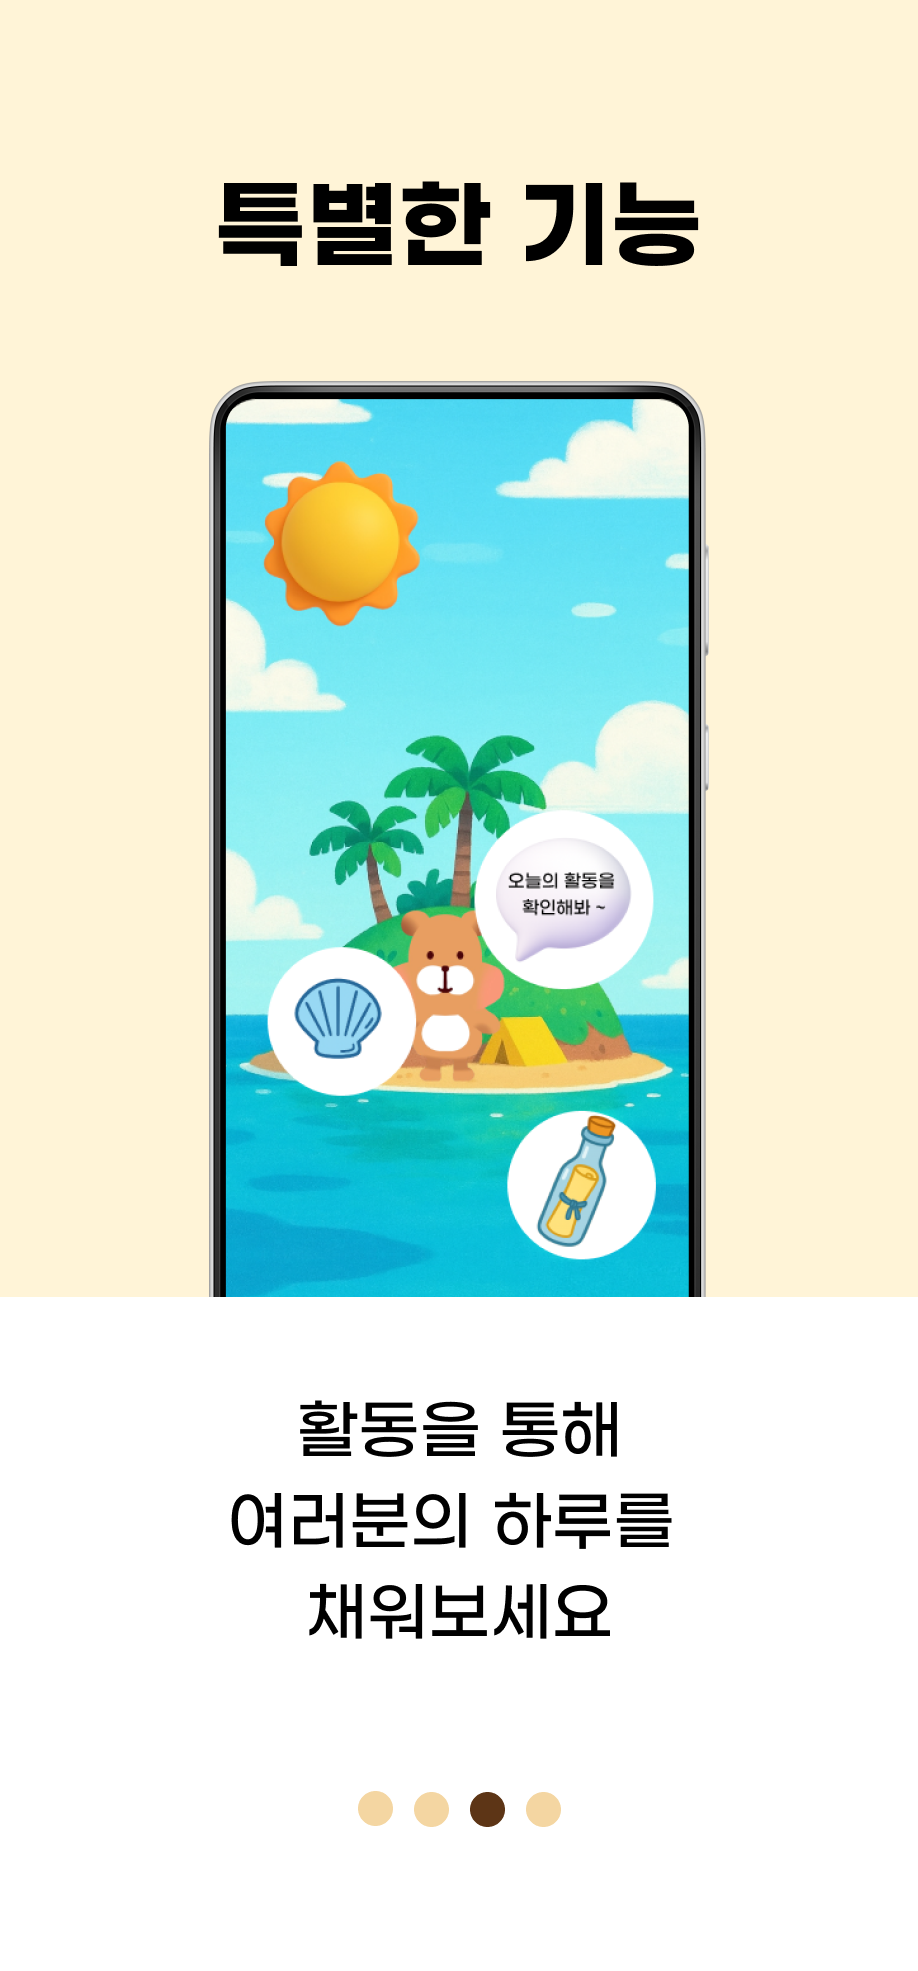 특별한 기능
오늘의 활동을
확인해봐 ~
활동을 통해
여러분의 하루를
채워보세요